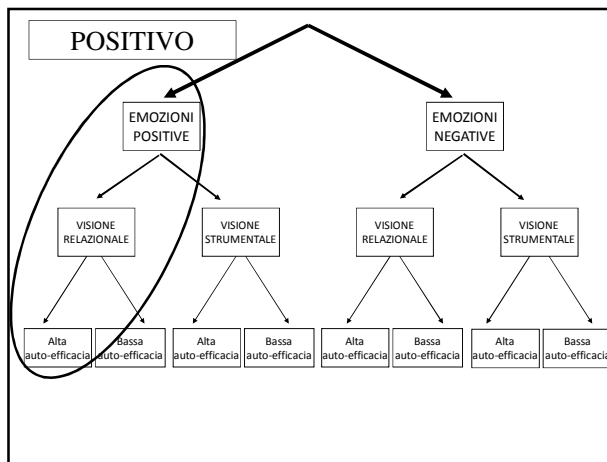 POSITIVO
EMOZIONI
POSITIVE
EMOZIONI
NEGATIVE
VISIONE
RELAZIONALE
VISIONE
STRUMENTALE
VISIONE
RELAZIONALE
VISIONE
STRUMENTALE
Alta
auto-efficacia
Bassa
auto-efficacia
Alta
auto-efficacia
Bassa
auto-efficacia
Alta
auto-efficacia
Bassa
auto-efficacia
Alta
auto-efficacia
Bassa
auto-efficacia